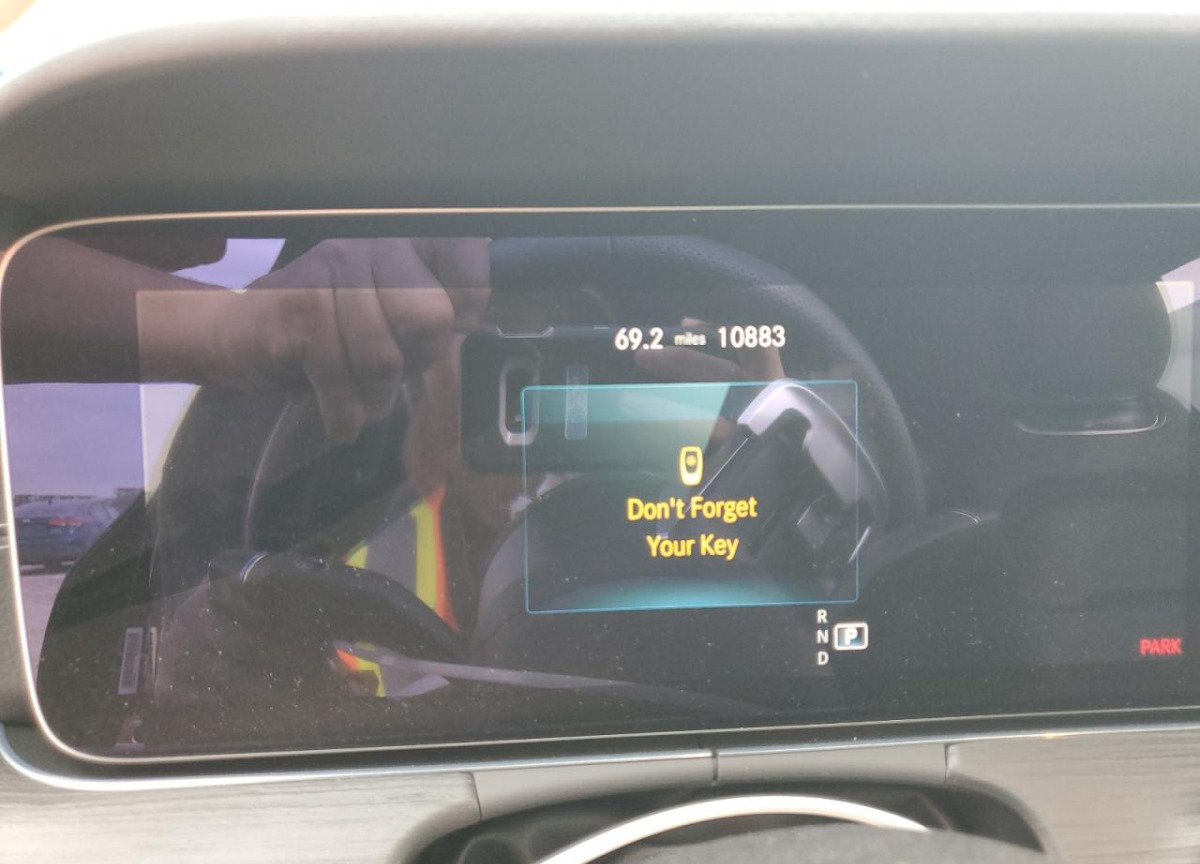 69.2 miles 10883
Don't Forget
Your Key
R
N P
D
PARK